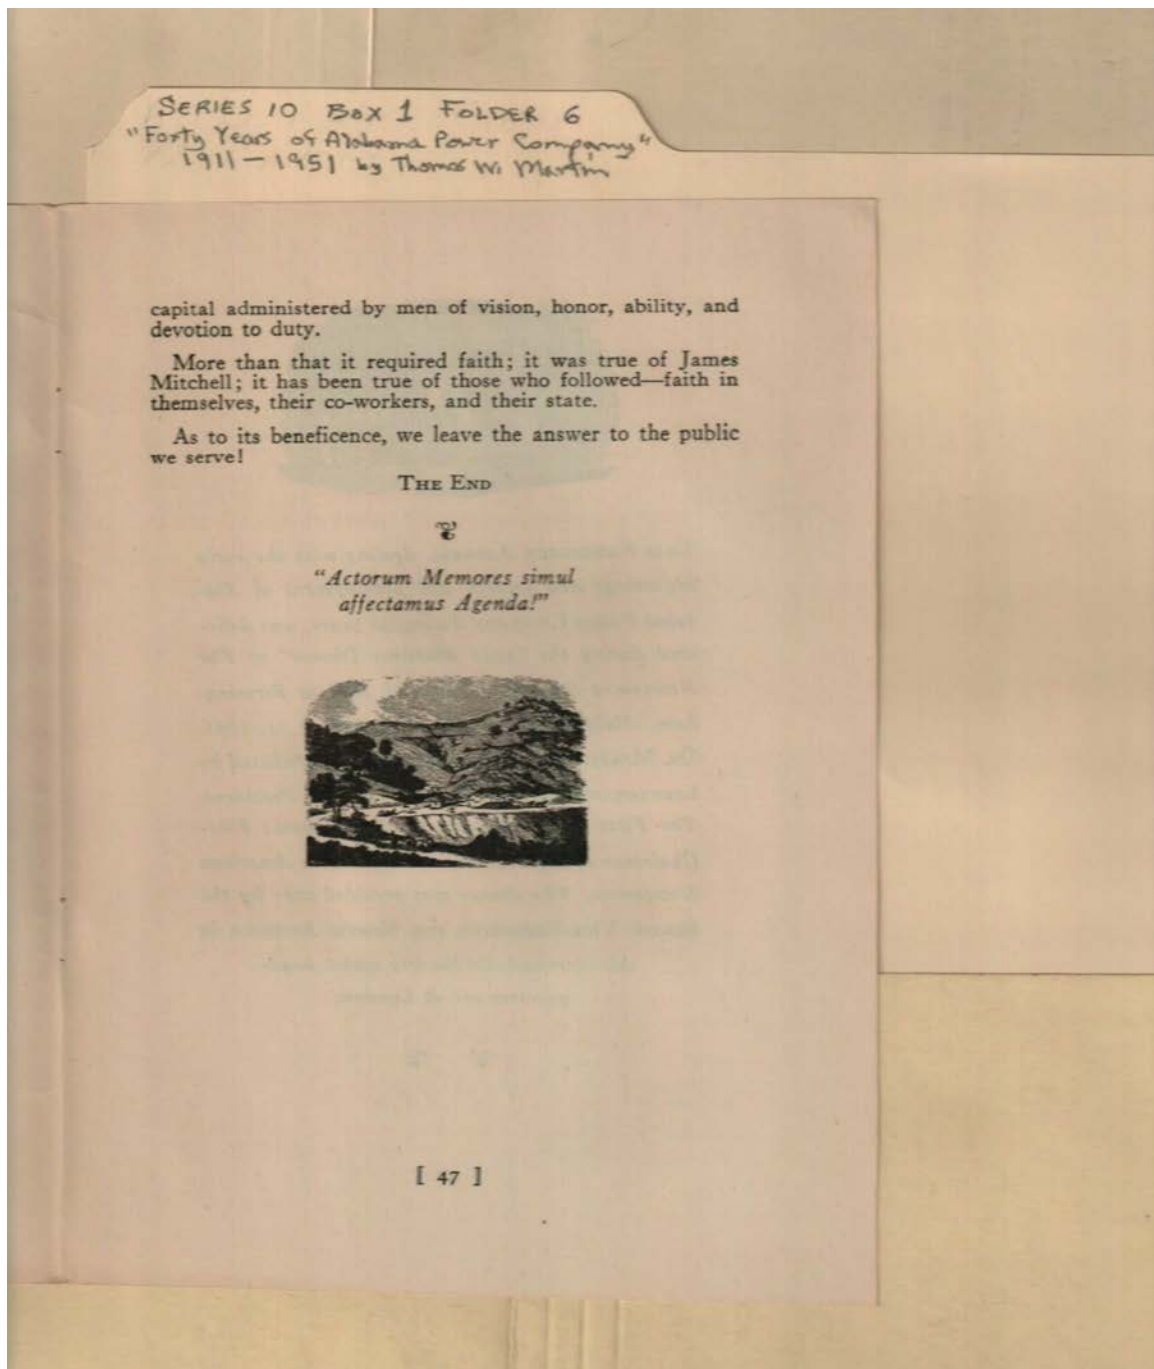 SERIES 10 BOX 1 FOLDER 6
"Forty Years of Alabama Power Company"
1911-1951 by Thomas W. Martin
capital administered by men of vision, honor, ability, and
devotion to duty.
More than that it required faith; it was true of James
Mitchell; it has been true of those who followed—faith in
themselves, their co-workers, and their state.
As to its beneficence, we leave the answer to the public
we serve!
THE END
"Actorum Memores simul
affectamus Agenda!"
[ 47 ]